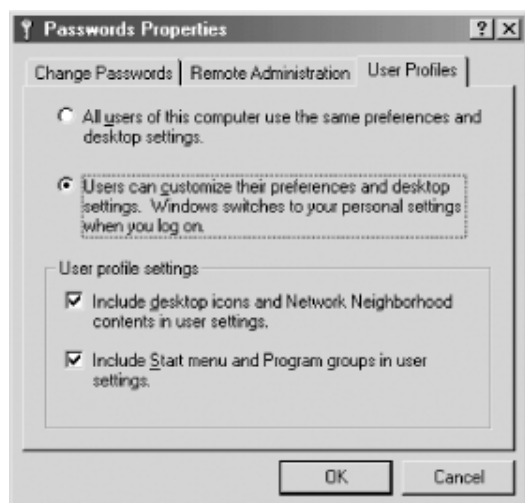 Passwords Properties
Change Passwords
Remote Administration
User Profiles
All users of this computer use the same preferences and
desktop settings.
Users can customize their preferences and desktop
settings. Windows switches to your personal settings
when you log on.
User profile settings
Include desktop icons and Network Neighborhood
contents in user settings.
Include Start menu and Program groups in user
settings.
OK
Cancel